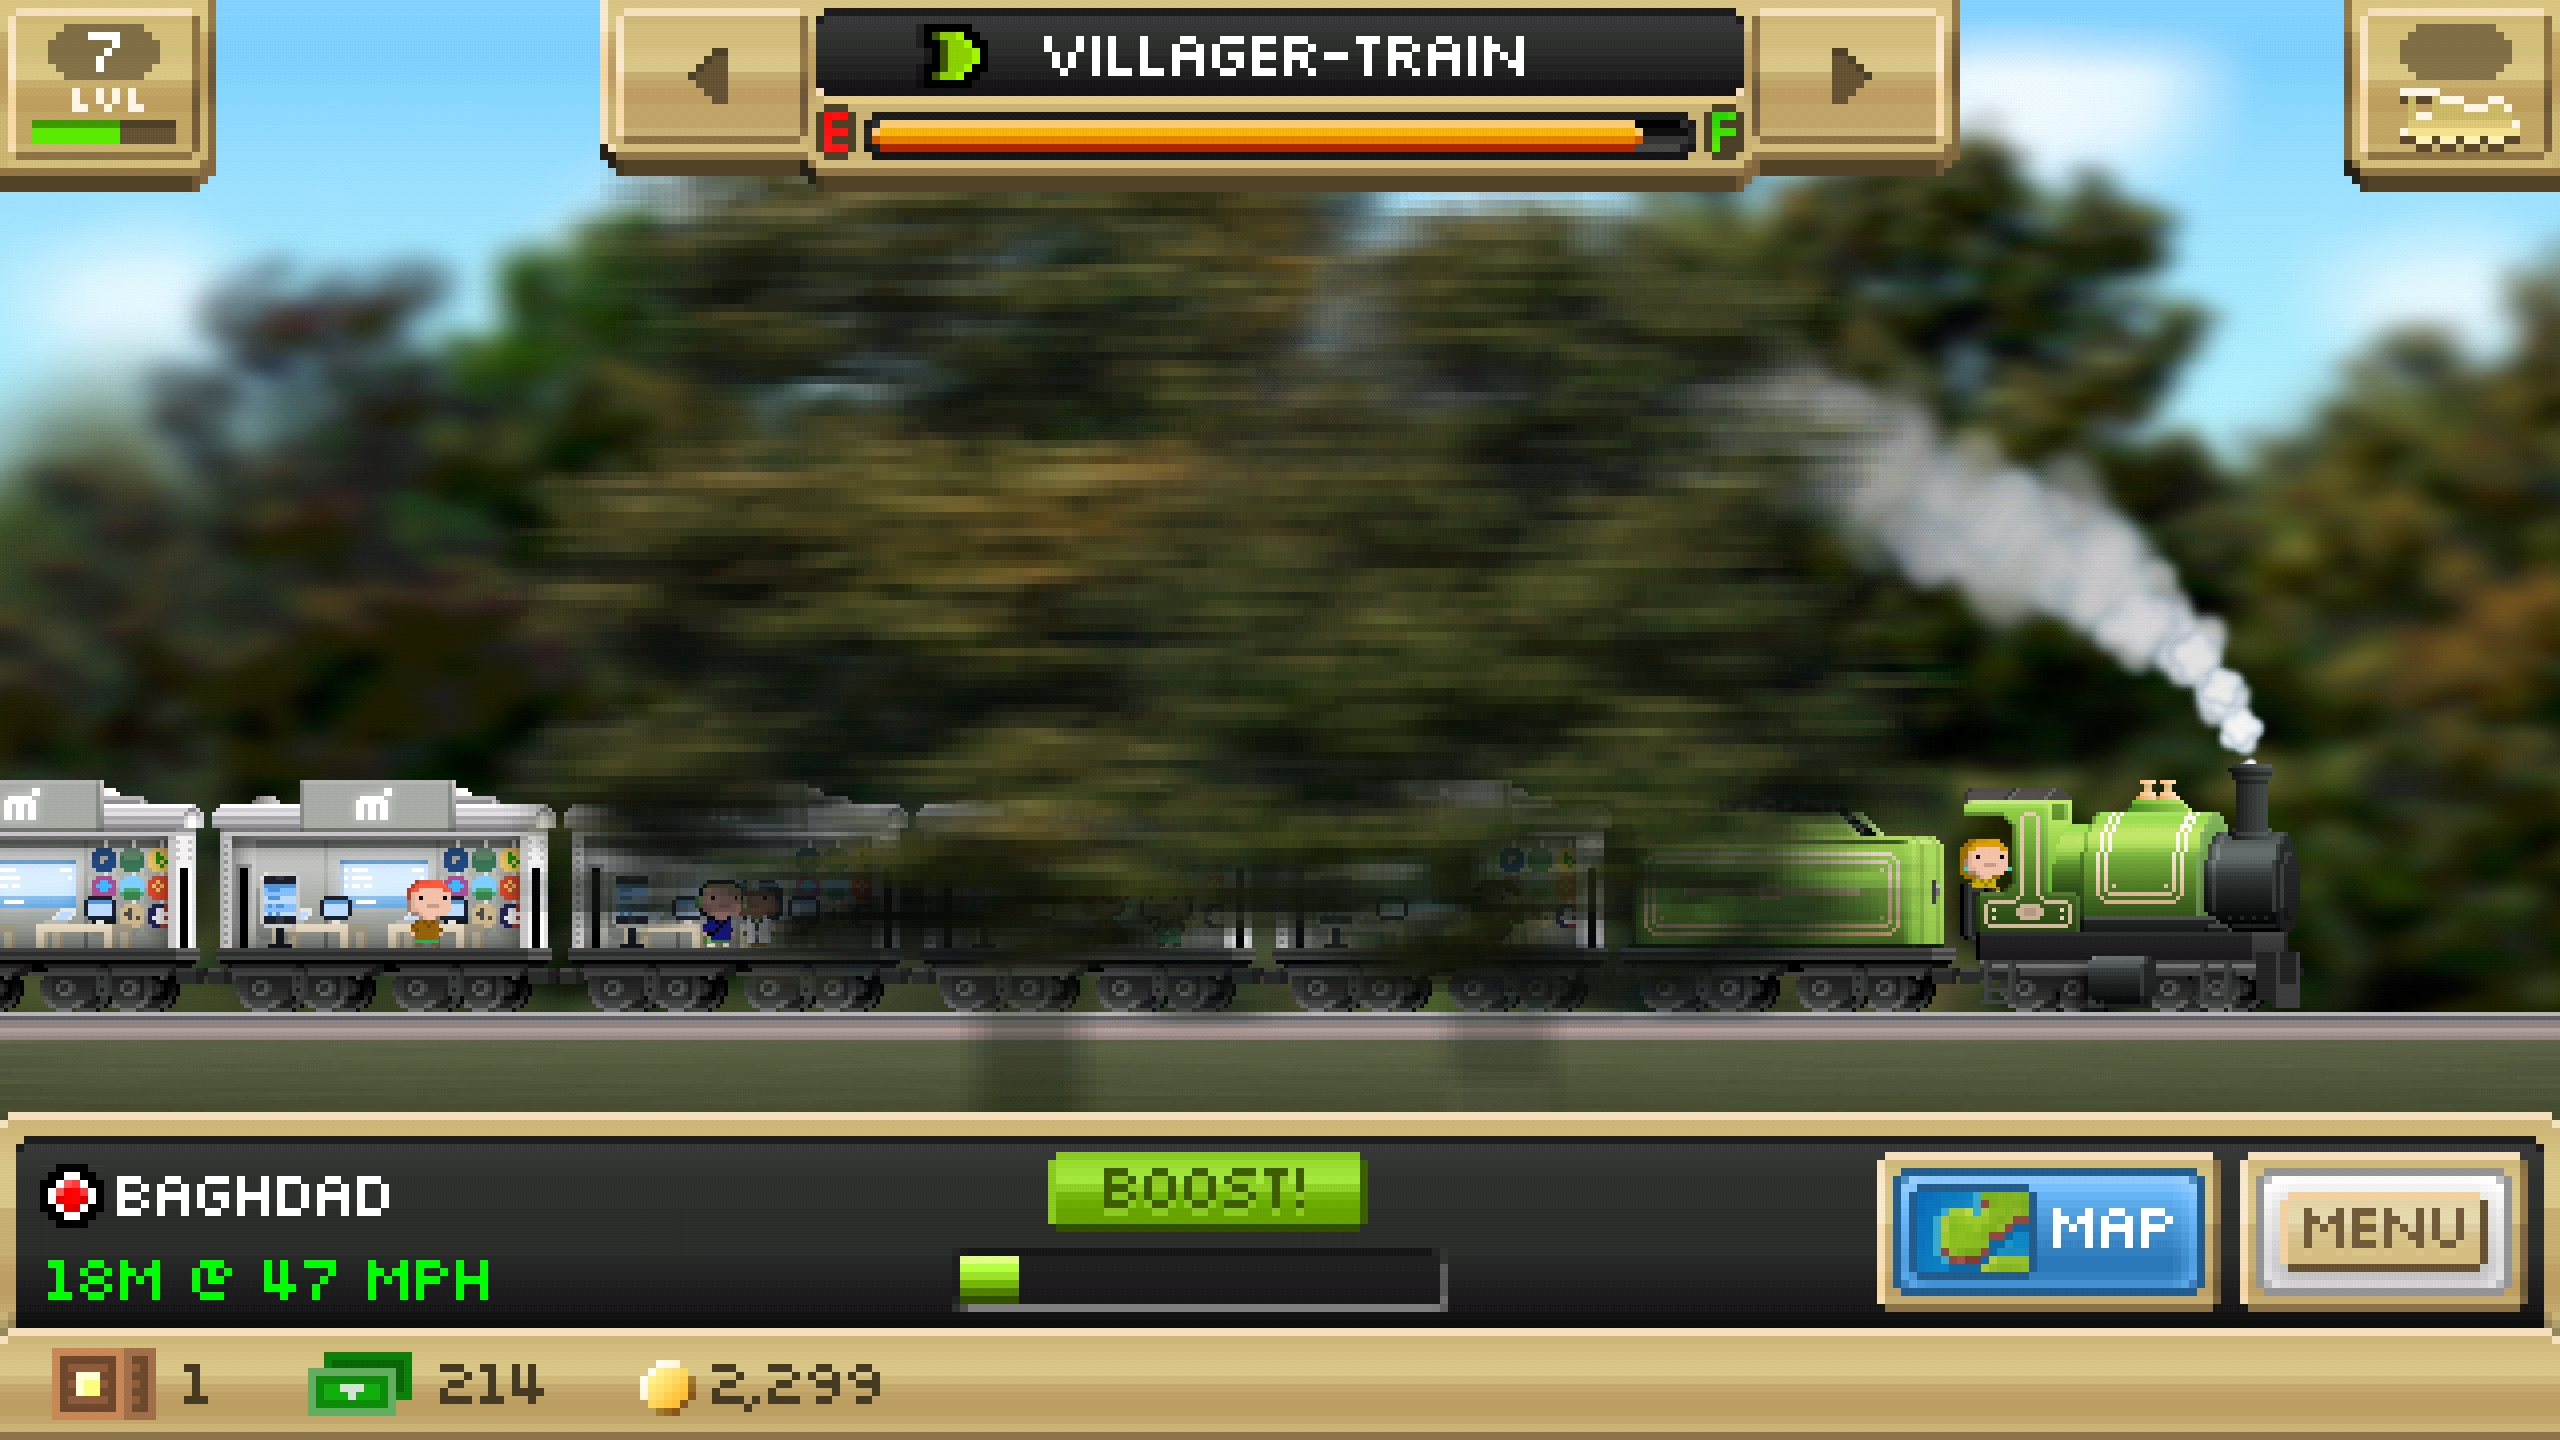 7
LVL
VILLAGER-TRAIN
E
F
m
m
BAGHDAD
18M @ 47 MPH
BOOST!
MAP
MENU
1
214
2,299